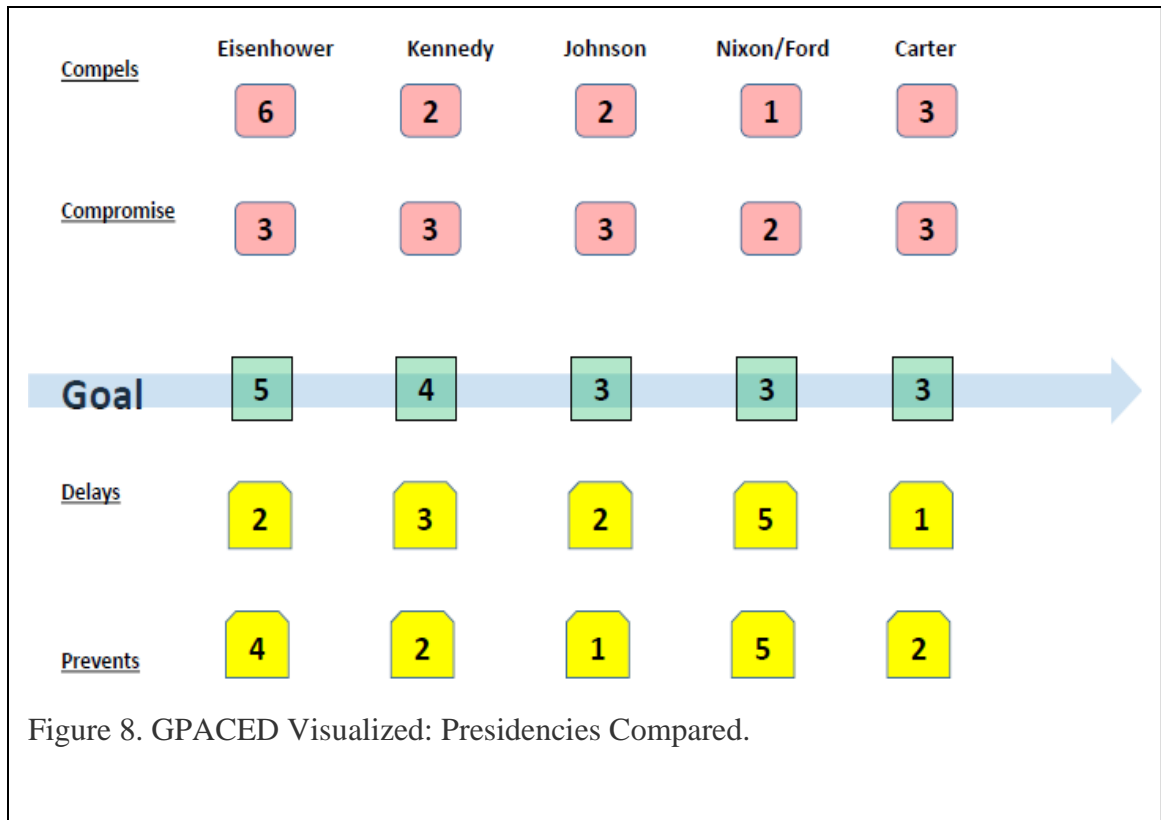 Eisenhower Kennedy Johnson Nixon/Ford Carter
Compels
6 2 2 1 3
Compromise
3 3 3 2 3
Goal 5 4 3 3 3
Delays
2 3 2 5 1
Prevents
4 2 1 5 2
Figure 8. GPACED Visualized: Presidencies Compared.